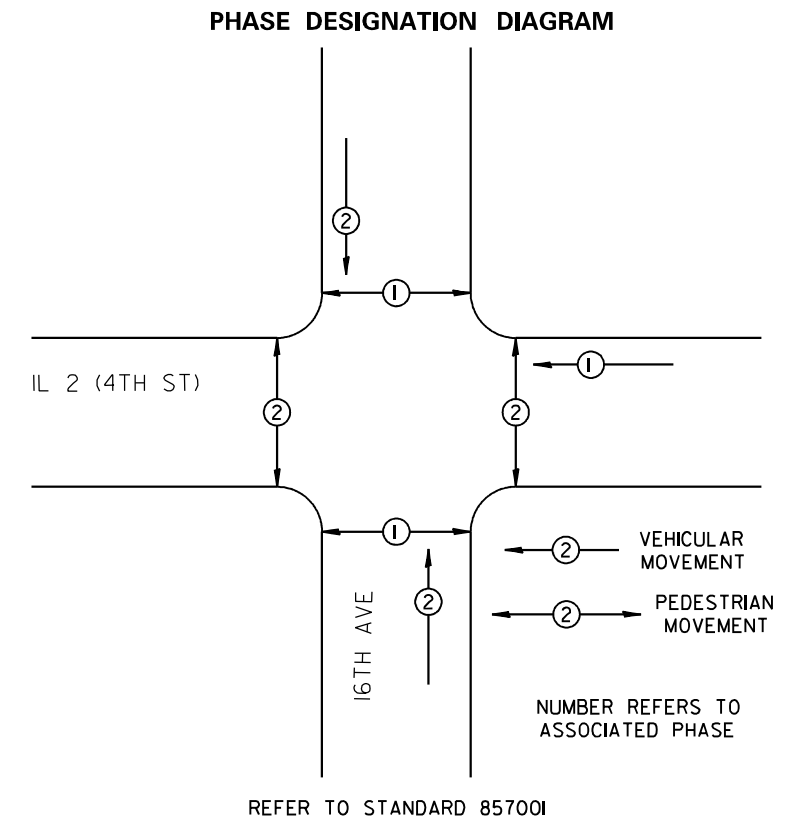 PHASE DESIGNATION DIAGRAM
2
1
1
IL 2 (4TH ST)
2
2
1
2
VEHICULAR
MOVEMENT
2
16TH AVE
2
PEDESTRIAN
MOVEMENT
NUMBER REFERS TO
ASSOCIATED PHASE
REFER TO STANDARD 857001